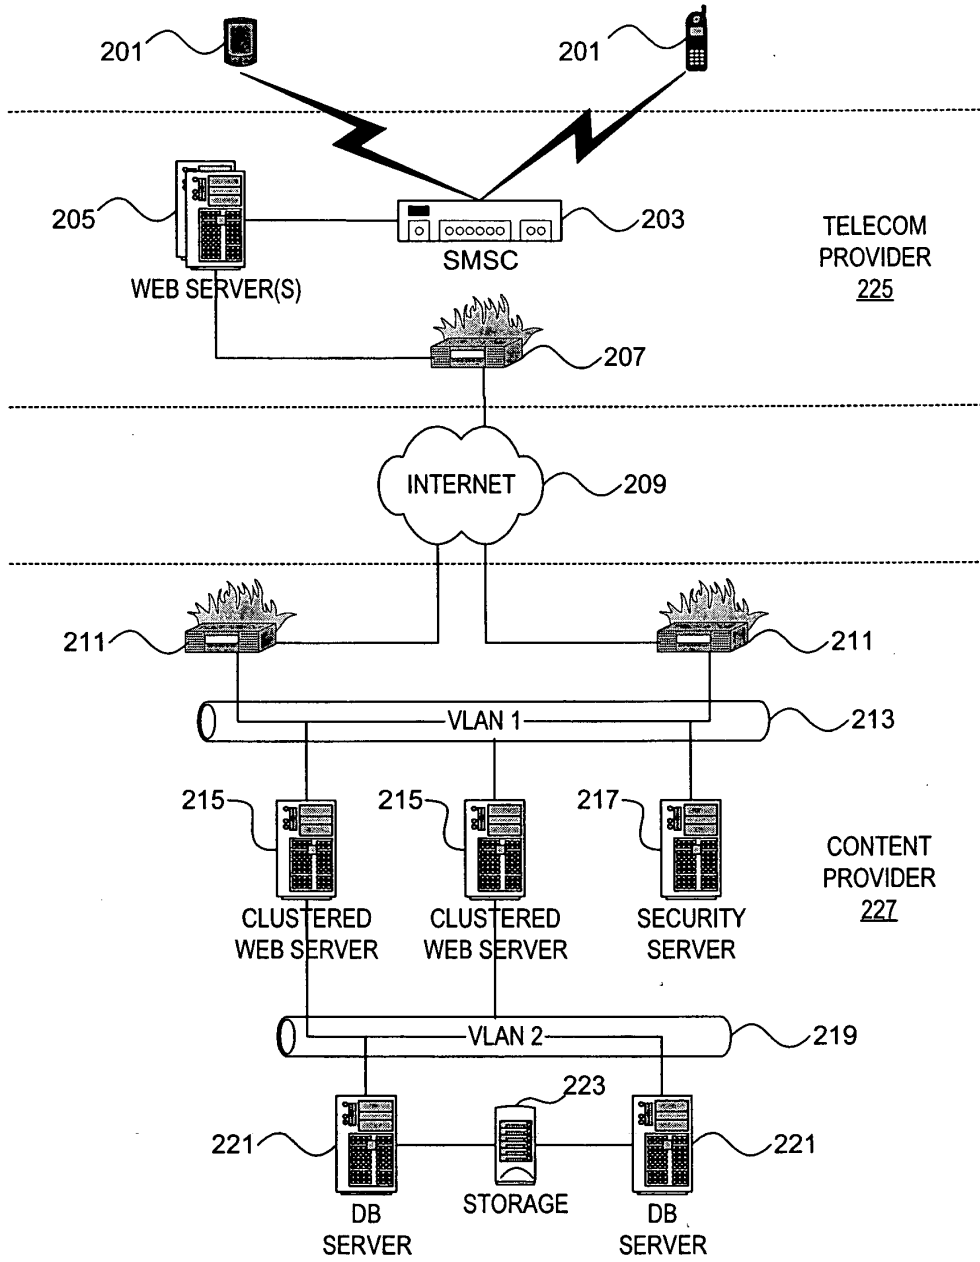 201
201
205
203
SMSC
WEB SERVER(S)
TELECOM
PROVIDER
225
207
INTERNET
209
211
211
VLAN 1
213
215
215
217
CLUSTERED
WEB SERVER
CLUSTERED
WEB SERVER
SECURITY
SERVER
CONTENT
PROVIDER
227
VLAN 2
219
223
221
221
STORAGE
DB
SERVER
DB
SERVER